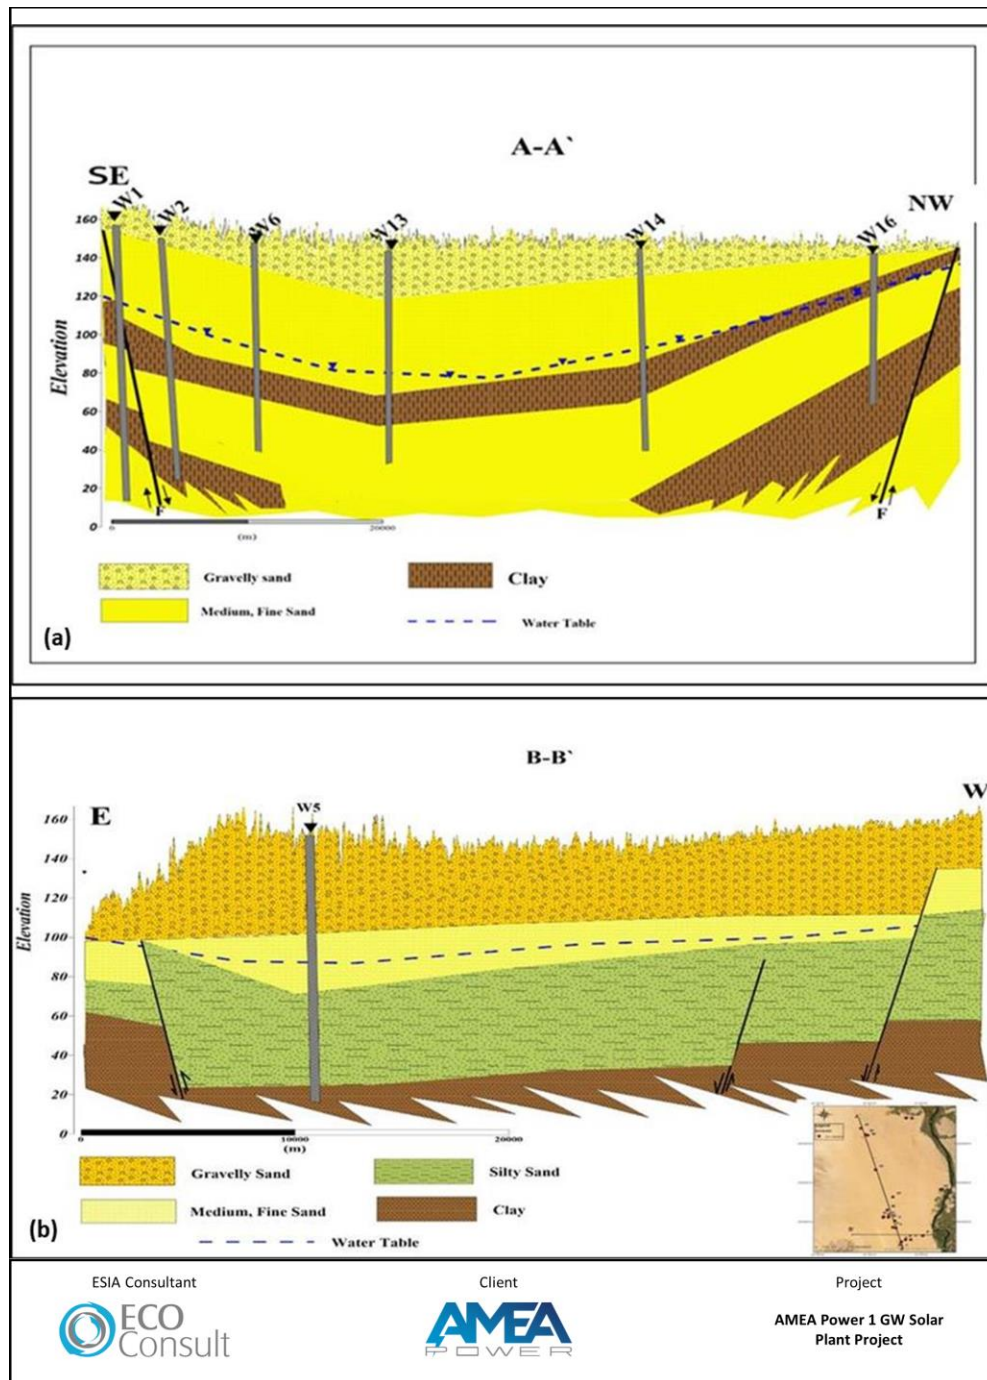 A-A`
SE
NW
W1
W2
W6
W13
W14
W16
Elevation
160
140
120
100
80
60
40
20
0
F
F
0
20000
(m)
Gravelly sand
Clay
Medium, Fine Sand
Water Table
(a)
B-B`
E
W
W5
Elevation
160
140
120
100
80
60
40
20
0
0
10000
20000
(m)
Gravelly Sand
Silty Sand
Medium, Fine Sand
Clay
Water Table
(b)
ESIA Consultant
Client
Project
ECO
Consult
AMEA
POWER
AMEA Power 1 GW Solar
Plant Project